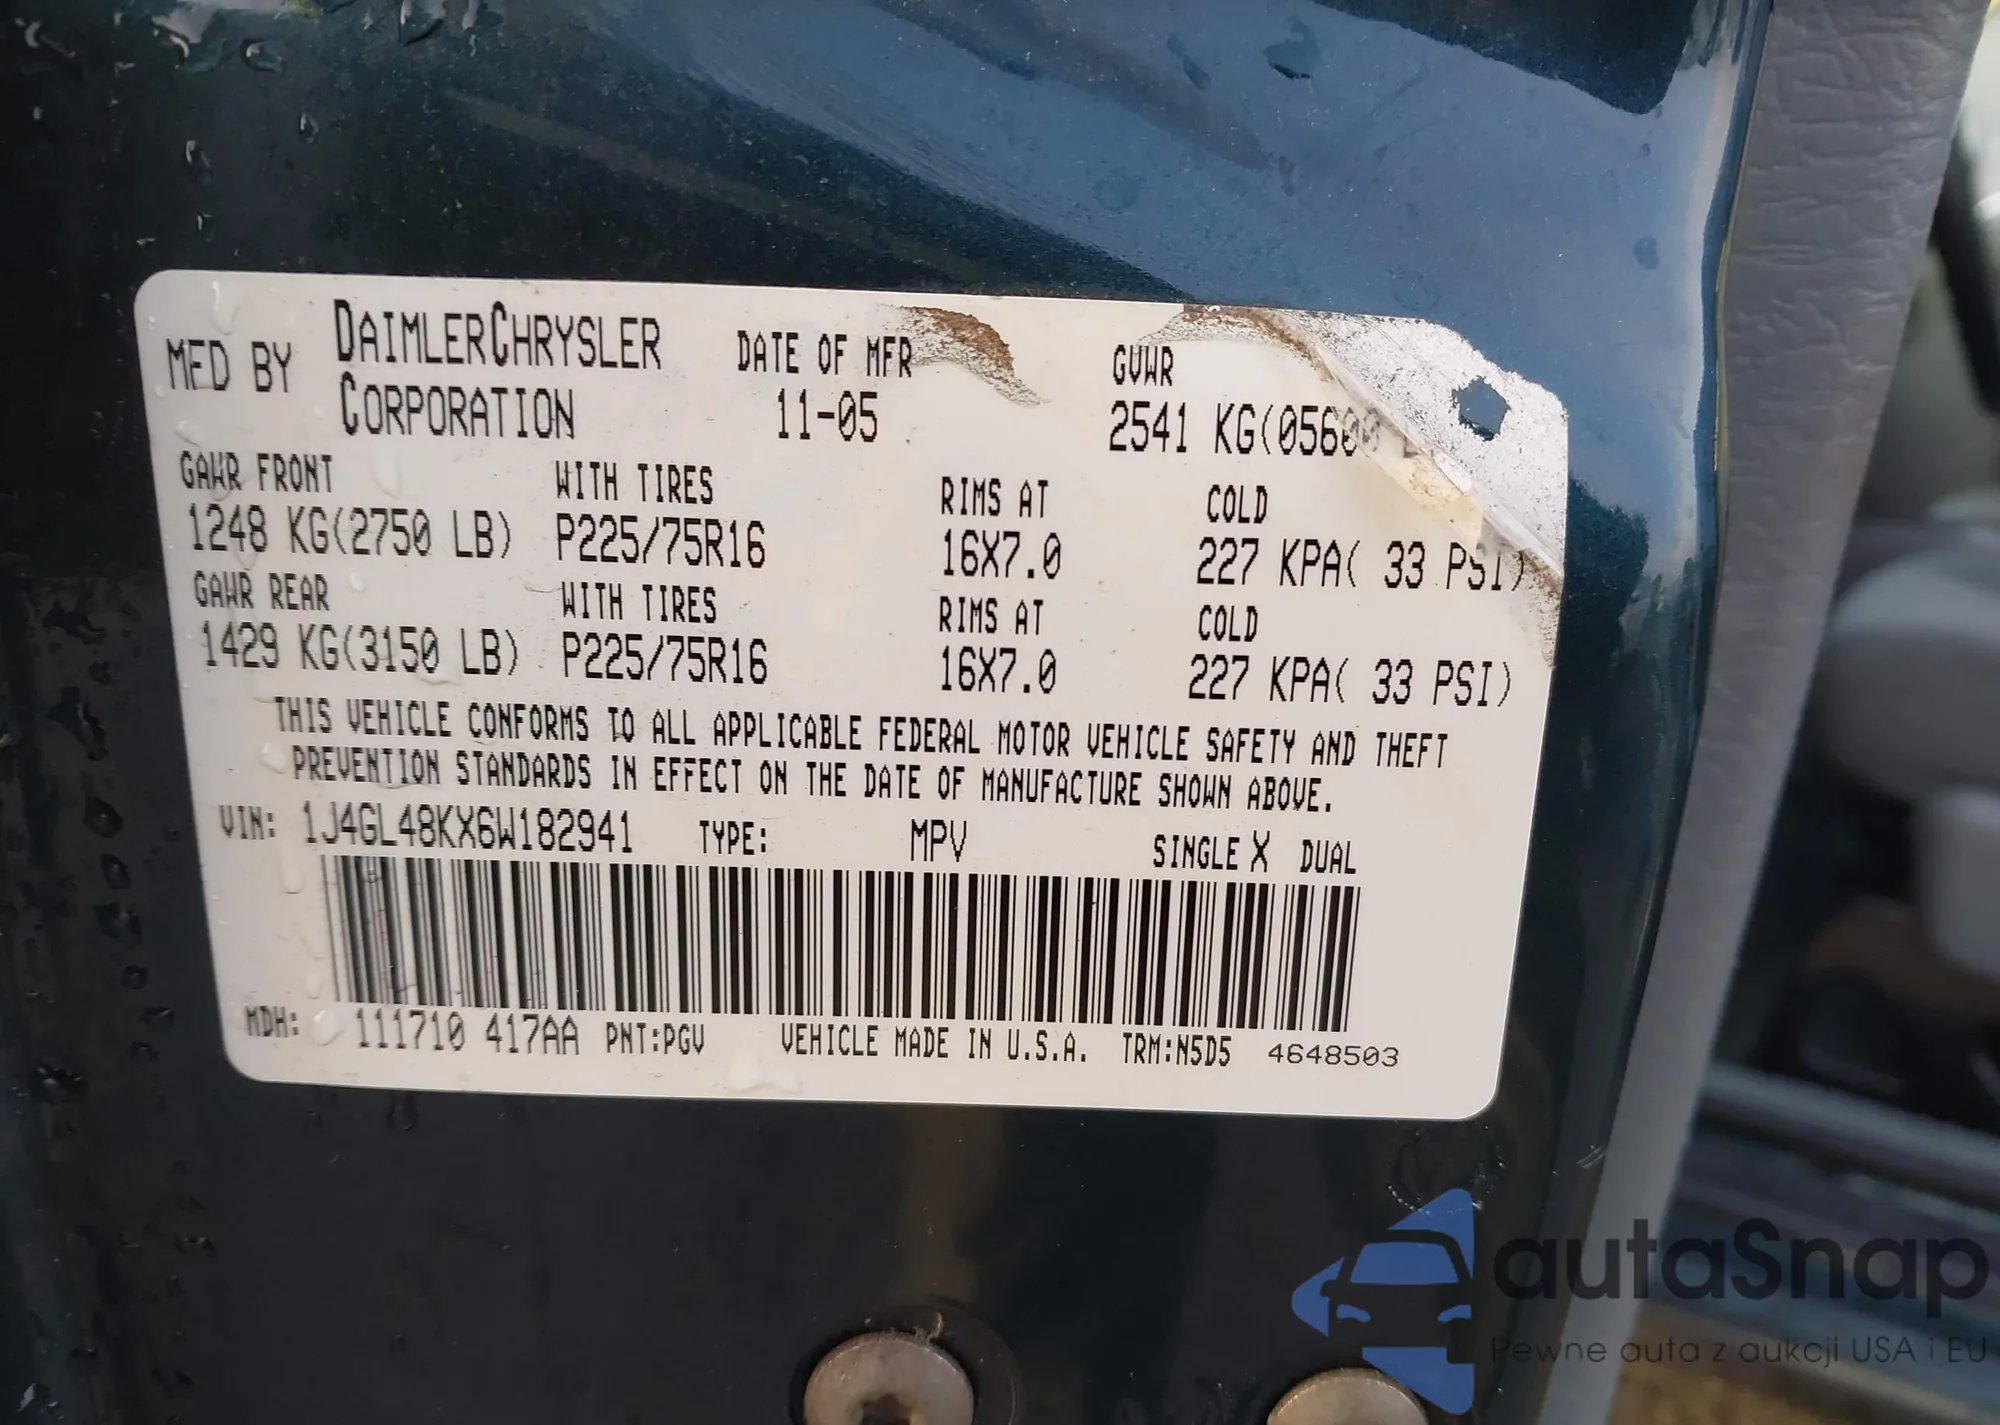 MFD BY DAIMLERCHRYSLER CORPORATION DATE OF MFR 11-05 GVWR
2541 KG(05600
GAWR FRONT WITH TIRES RIMS AT COLD
1248 KG(2750 LB) P225/75R16 16X7.0 227 KPA( 33 PSI)
GAWR REAR WITH TIRES RIMS AT COLD
1429 KG(3150 LB) P225/75R16 16X7.0 227 KPA( 33 PSI)
THIS VEHICLE CONFORMS TO ALL APPLICABLE FEDERAL MOTOR VEHICLE SAFETY AND THEFT
PREVENTION STANDARDS IN EFFECT ON THE DATE OF MANUFACTURE SHOWN ABOVE.
VIN: 1J4GL48KX6W182941 TYPE: MPV SINGLE X DUAL
MDH: 111710 417AA PNT:PGV VEHICLE MADE IN U.S.A. TRM:N5D5 4648503
autaSnap
Pewne auta z aukcji USA i EU